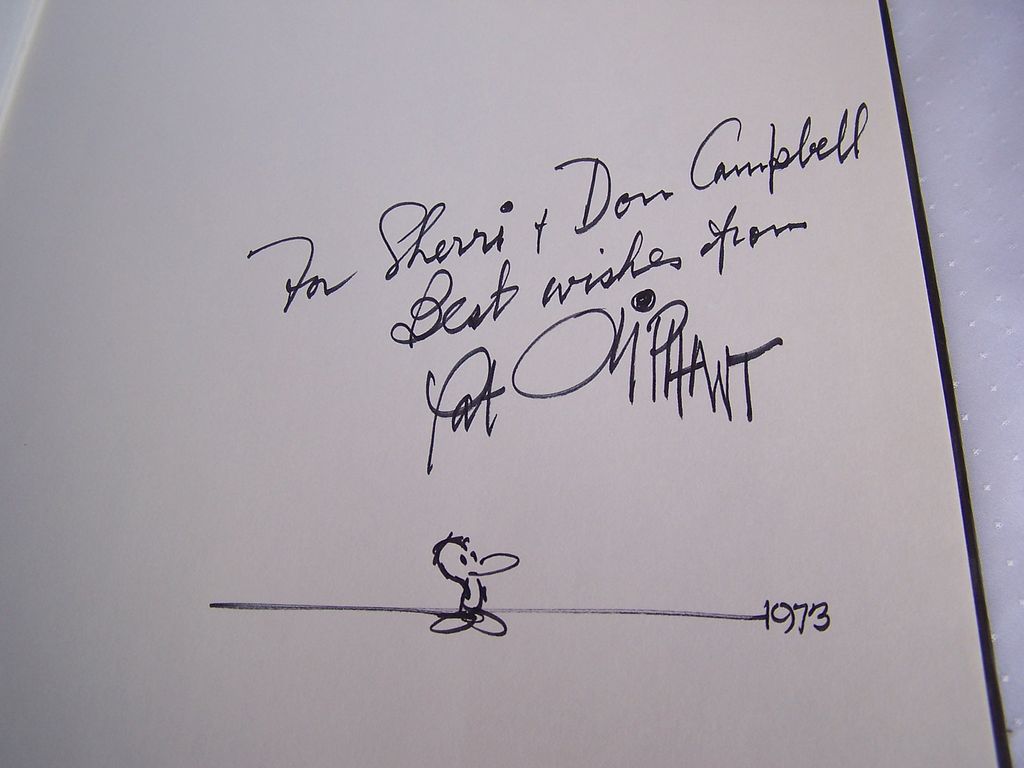 For Sherri + Don Campbell
Best wishes from
Pat OLiPHANT
1973